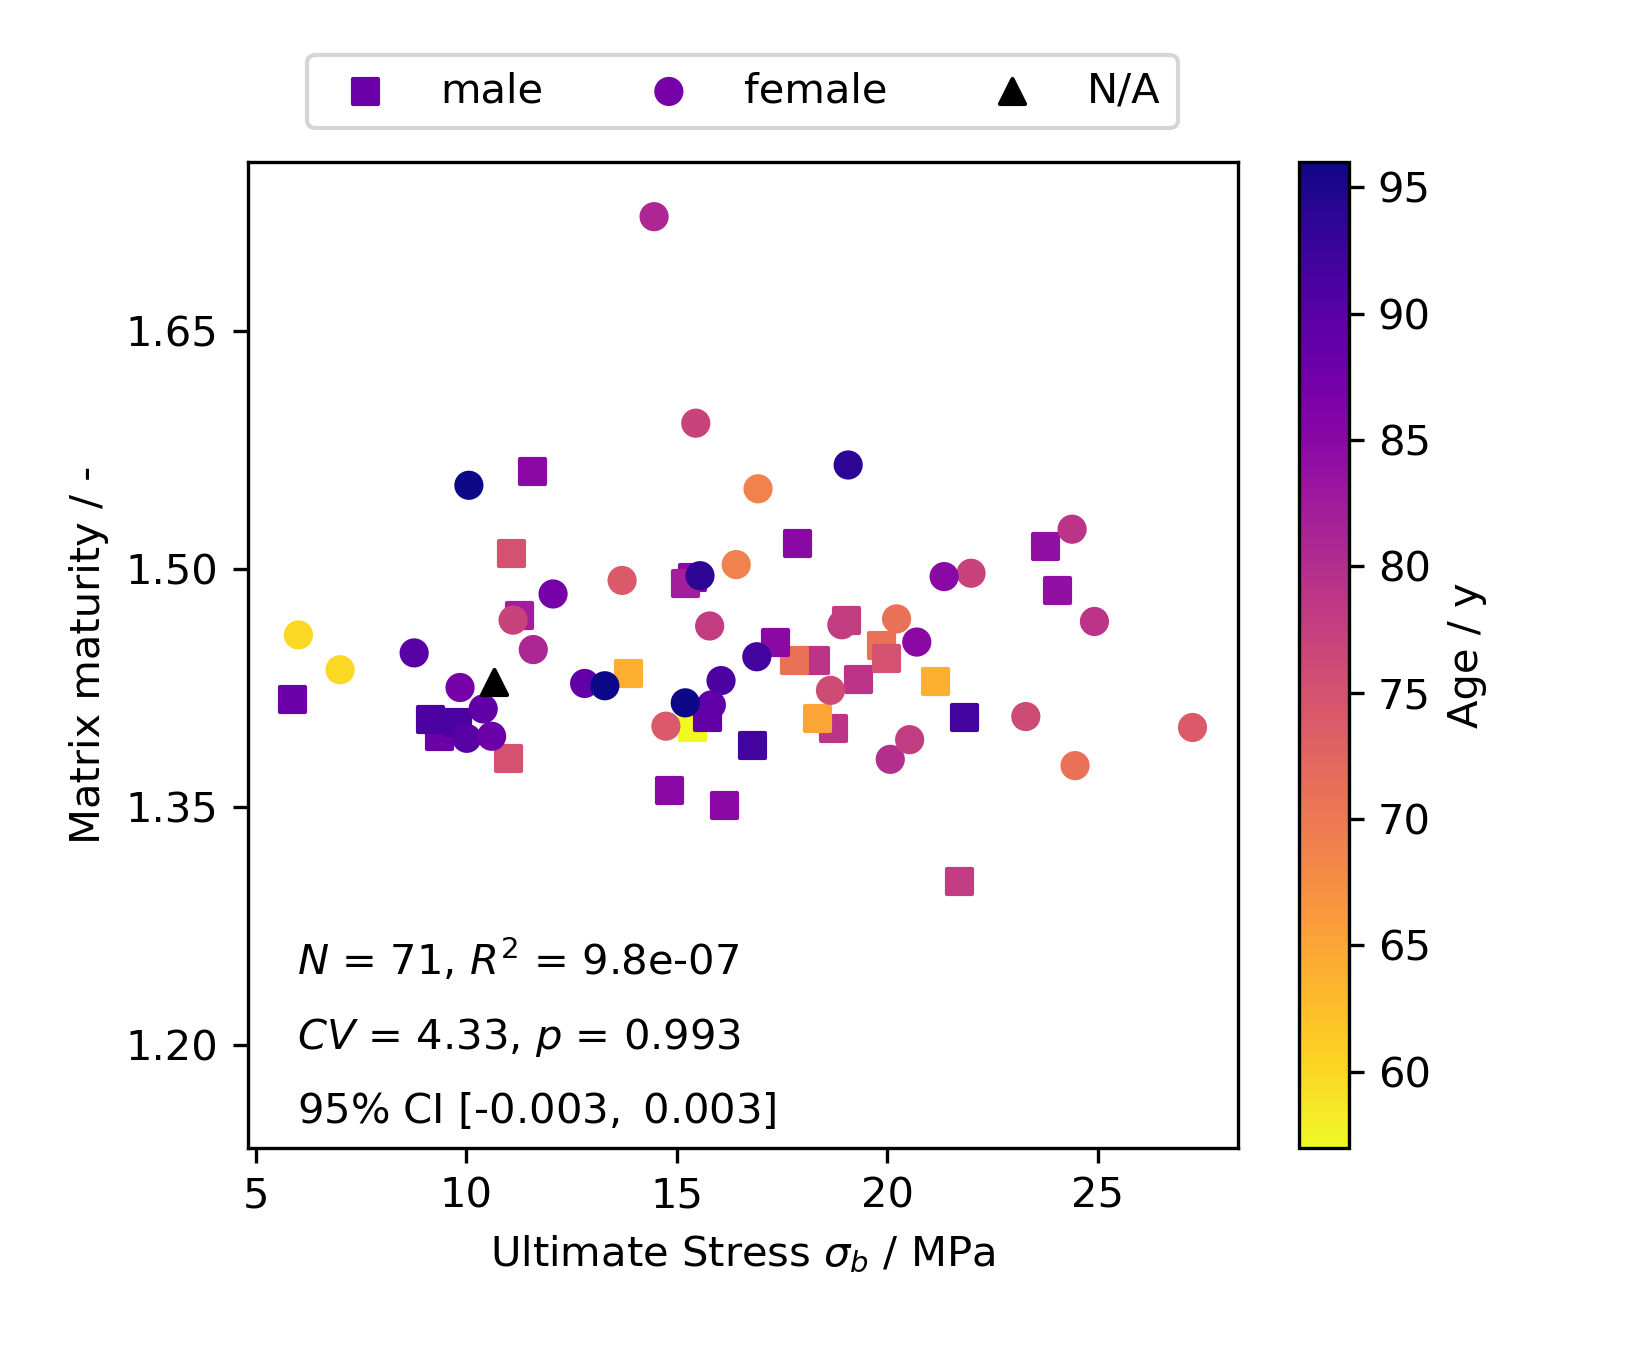 male female N/A
1.65
1.50
1.35
1.20
Matrix maturity / -
N = 71, R² = 9.8e-07
CV = 4.33, p = 0.993
95% CI [-0.003, 0.003]
5 10 15 20 25
Ultimate Stress σ_b / MPa
95
90
85
80
75
70
65
60
Age / y